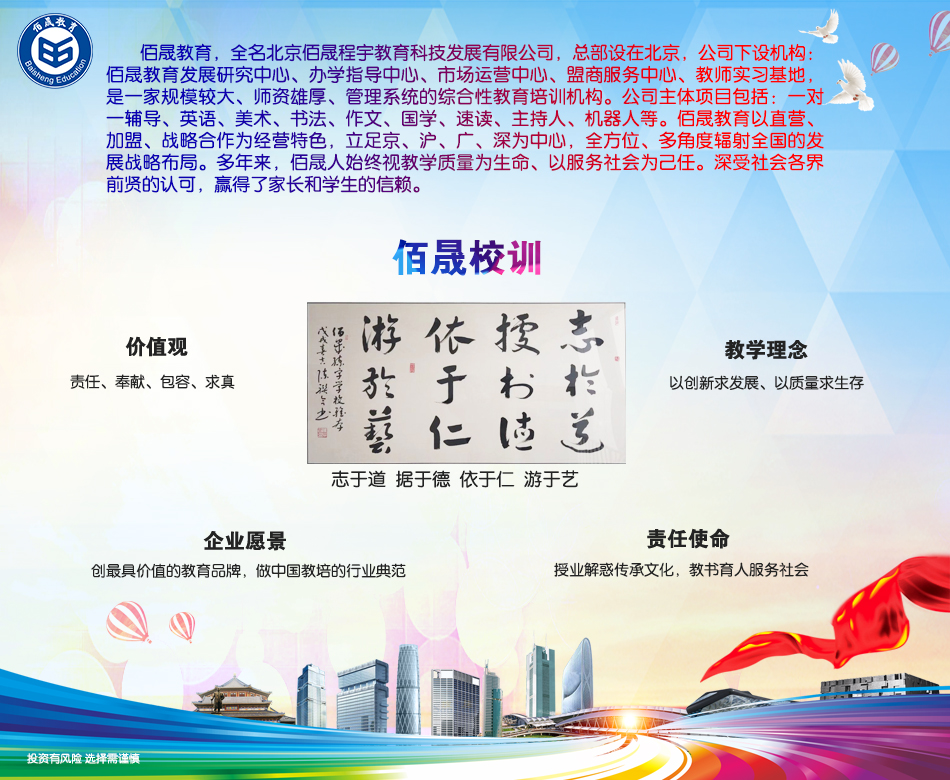 佰晟教育
Baisheng Education
佰晟教育，全名北京佰晟程宇教育科技发展有限公司，总部设在北京，公司下设机构：
佰晟教育发展研究中心、办学指导中心、市场运营中心、盟商服务中心、教师实习基地，
是一家规模较大、师资雄厚、管理系统的综合性教育培训机构。公司主体项目包括：一对
一辅导、英语、美术、书法、作文、国学、速读、主持人、机器人等。佰晟教育以直营、
加盟、战略合作为经营特色，立足京、沪、广、深为中心，全方位、多角度辐射全国的发
展战略布局。多年来，佰晟人始终视教学质量为生命、以服务社会为己任。深受社会各界
前贤的认可，赢得了家长和学生的信赖。
佰晟校训
价值观
责任、奉献、包容、求真
教学理念
以创新求发展、以质量求生存
志於道
於德
依于仁
游於藝
志于道 据于德 依于仁 游于艺
企业愿景
创最具价值的教育品牌，做中国教培的行业典范
责任使命
授业解惑传承文化，教书育人服务社会
投资有风险 选择需谨慎